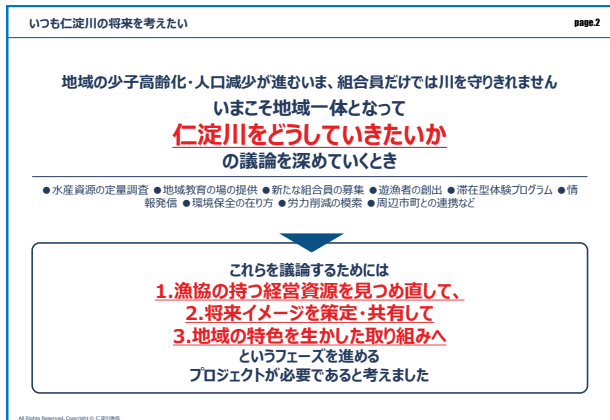 いつも仁淀川の将来を考えたい
page.2
地域の少子高齢化・人口減少が進むいま、組合員だけでは川を守りきれません
いまこそ地域一体となって
仁淀川をどうしていきたいか
の議論を深めていくとき
●水産資源の定量調査 ●地域教育の場の提供 ●新たな組合員の募集 ●遊漁者の創出 ●滞在型体験プログラム ●情
報発信 ●環境保全の在り方 ●労力削減の模索 ●周辺市町との連携など
これらを議論するためには
1.漁協の持つ経営資源を見つめ直して、
2.将来イメージを策定・共有して
3.地域の特色を生かした取り組みへ
というフェーズを進める
プロジェクトが必要であると考えました
All Rights Reserved. Copyright © 仁淀川漁協